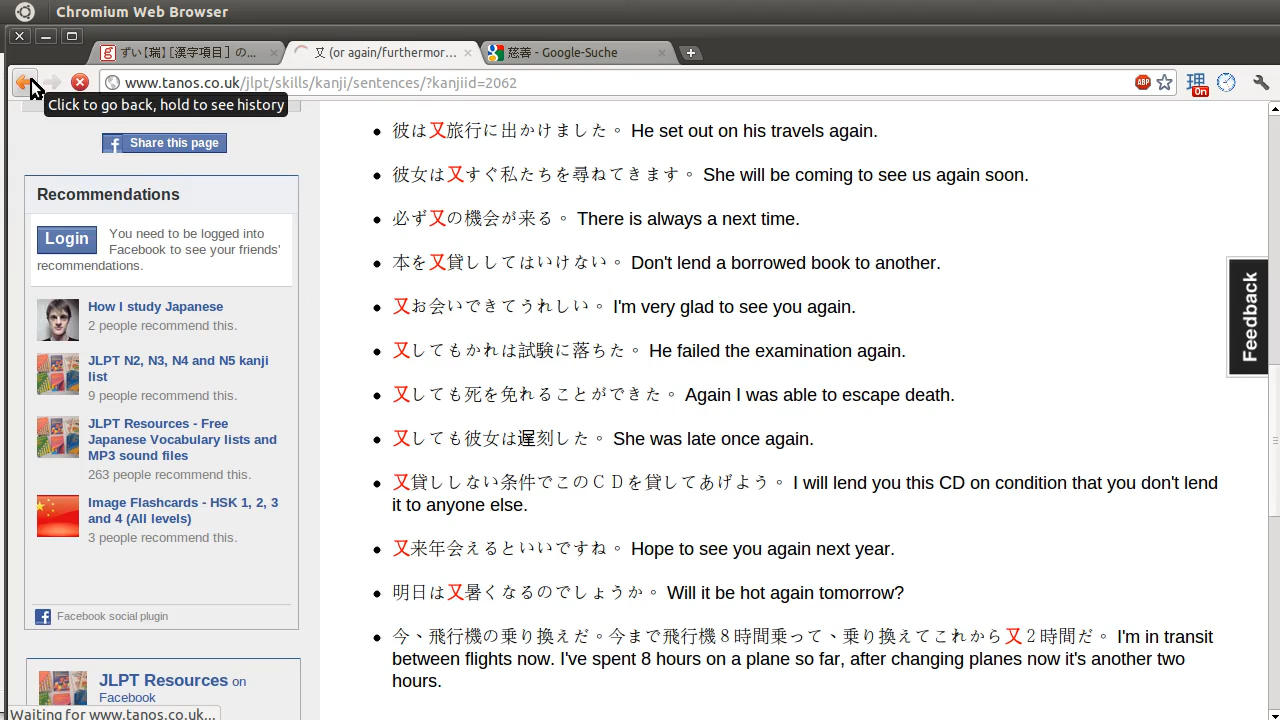 Chromium Web Browser
ずい【瑞】[漢字項目] の...
又 (or again/furthermor...
慈善 - Google-Suche
www.tanos.co.uk/jlpt/skills/kanji/sentences/?kanjiid=2062
ABP
理
On
Click to go back, hold to see history
Share this page
Recommendations
Login
You need to be logged into
Facebook to see your friends'
recommendations.
How I study Japanese
2 people recommend this.
JLPT N2, N3, N4 and N5 kanji
list
9 people recommend this.
JLPT Resources - Free
Japanese Vocabulary lists and
MP3 sound files
263 people recommend this.
Image Flashcards - HSK 1, 2, 3
and 4 (All levels)
3 people recommend this.
Facebook social plugin
JLPT Resources on
Facebook
Waiting for www.tanos.co.uk...
彼は又旅行に出かけました。 He set out on his travels again.
彼女は又すぐ私たちを尋ねてきます。 She will be coming to see us again soon.
必ず又の機会が来る。 There is always a next time.
本を又貸ししてはいけない。 Don't lend a borrowed book to another.
又お会いできてうれしい。 I'm very glad to see you again.
又してもかれは試験に落ちた。 He failed the examination again.
又しても死を免れることができた。 Again I was able to escape death.
又しても彼女は遅刻した。 She was late once again.
又貸ししない条件でこのＣＤを貸してあげよう。 I will lend you this CD on condition that you don't lend
it to anyone else.
又来年会えるといいですね。 Hope to see you again next year.
明日は又暑くなるのでしょうか。 Will it be hot again tomorrow?
今、飛行機の乗り換えだ。今まで飛行機８時間乗って、乗り換えてこれから又２時間だ。 I'm in transit
between flights now. I've spent 8 hours on a plane so far, after changing planes now it's another two
hours.
Feedback